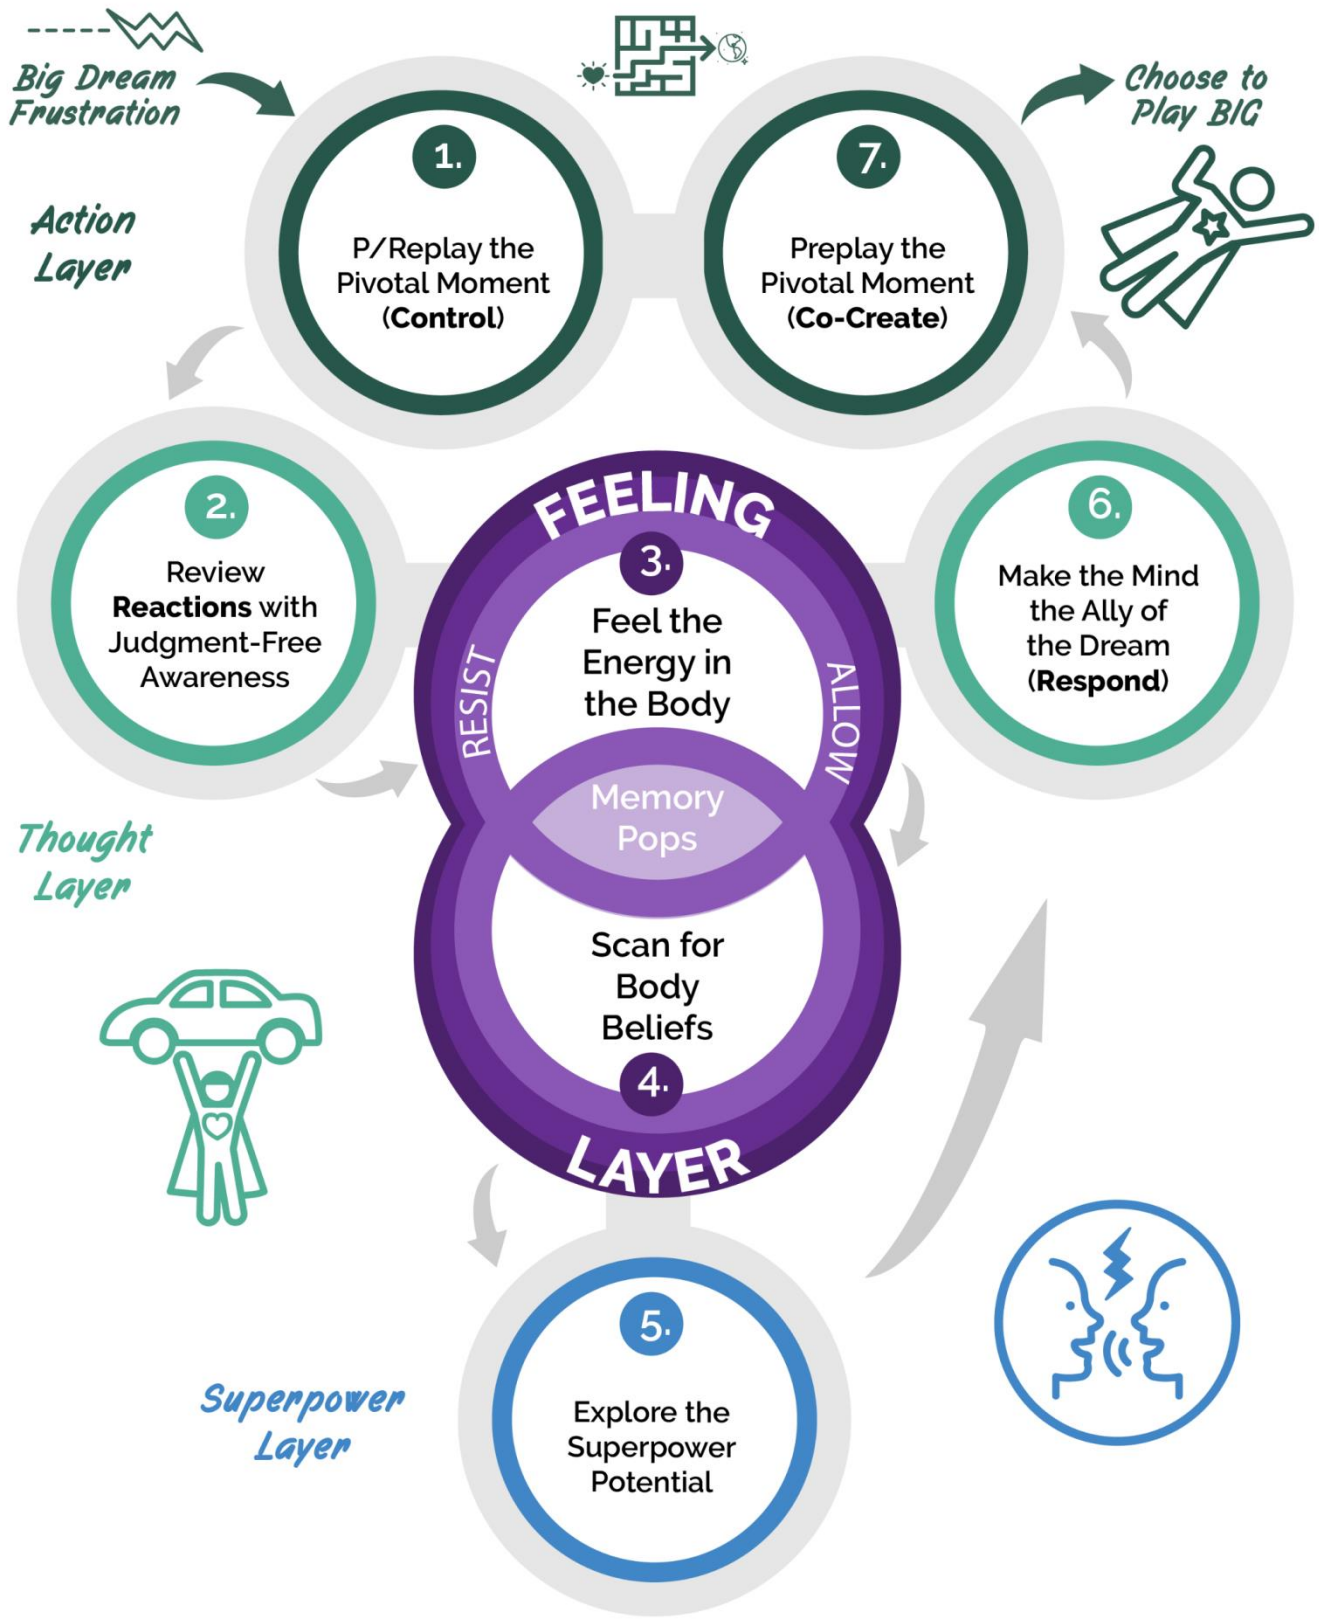 Big Dream
Frustration
Action
Layer
1.
P/Replay the
Pivotal Moment
(Control)
7.
Preplay the
Pivotal Moment
(Co-Create)
Choose to
Play BIG
2.
Review
Reactions with
Judgment-Free
Awareness
Thought
Layer
FEELING
3.
Feel the
Energy in
the Body
RESIST
ALLOW
Memory
Pops
Scan for
Body
Beliefs
4.
LAYER
6.
Make the Mind
the Ally of
the Dream
(Respond)
Superpower
Layer
5.
Explore the
Superpower
Potential